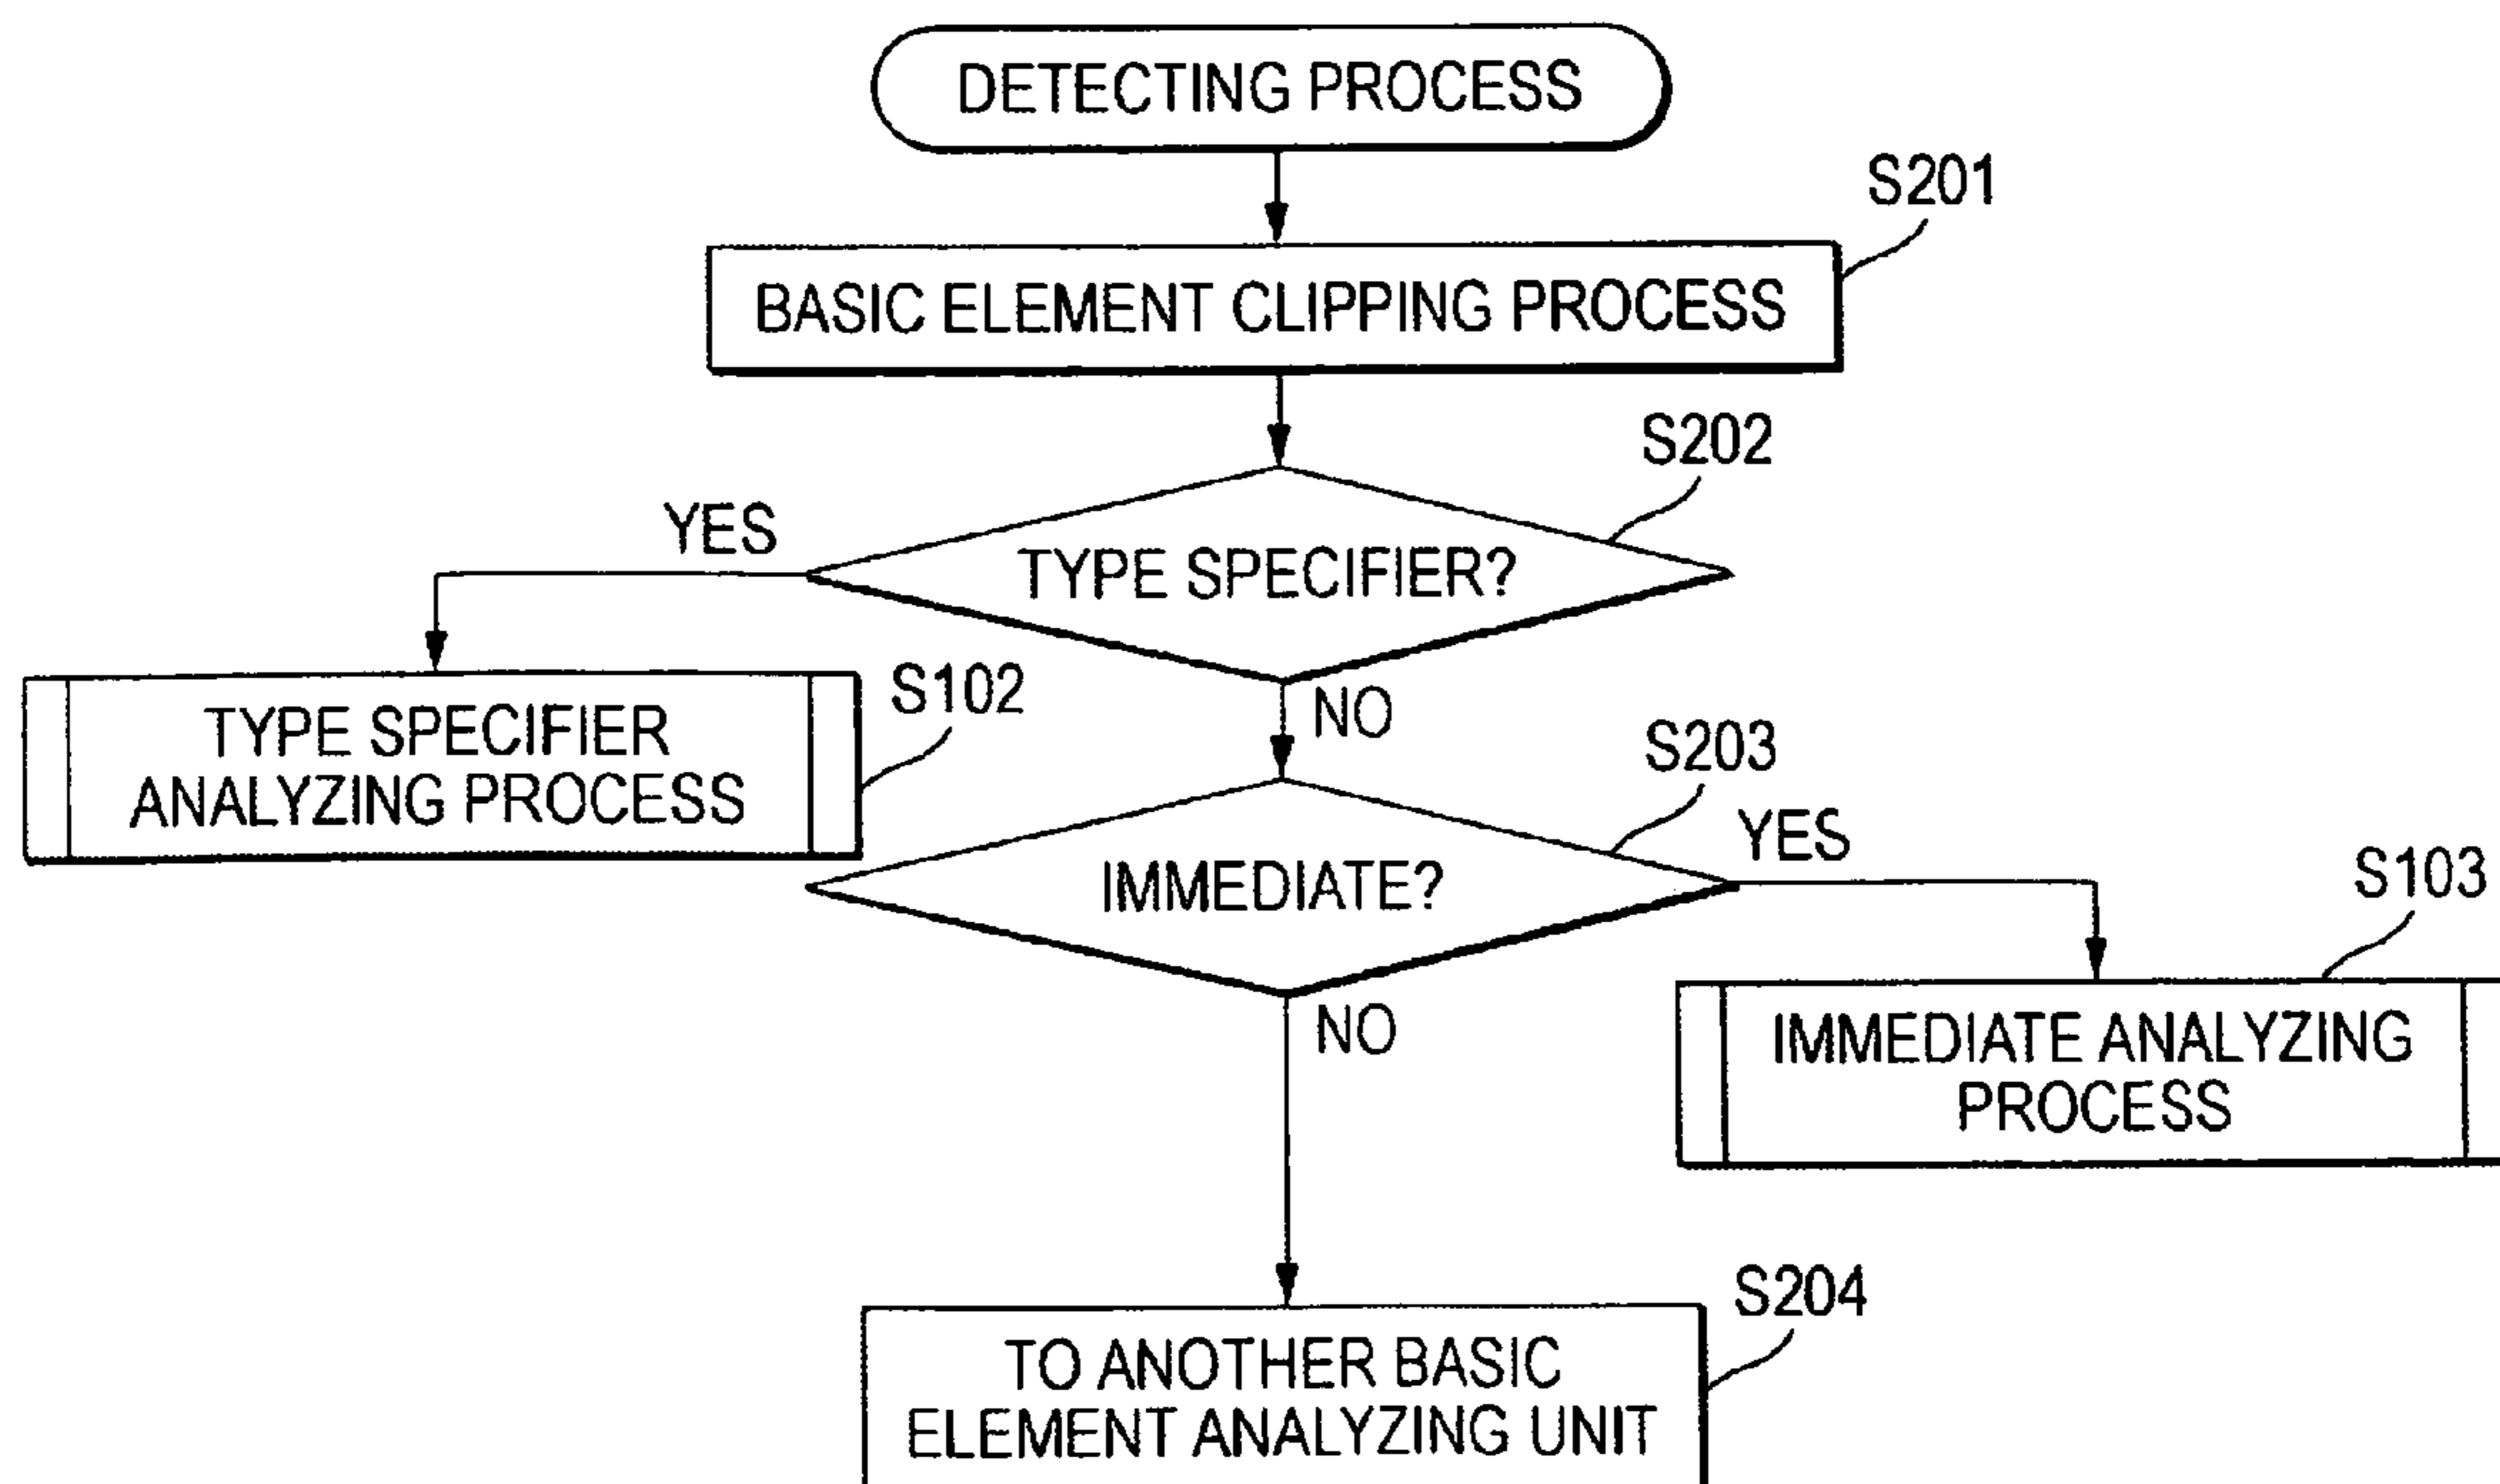 DETECTING PROCESS
S201
BASIC ELEMENT CLIPPING PROCESS
S202
YES
TYPE SPECIFIER?
S102
NO
TYPE SPECIFIER
ANALYZING PROCESS
S203
YES
IMMEDIATE?
S103
NO
IMMEDIATE ANALYZING
PROCESS
S204
TO ANOTHER BASIC
ELEMENT ANALYZING UNIT